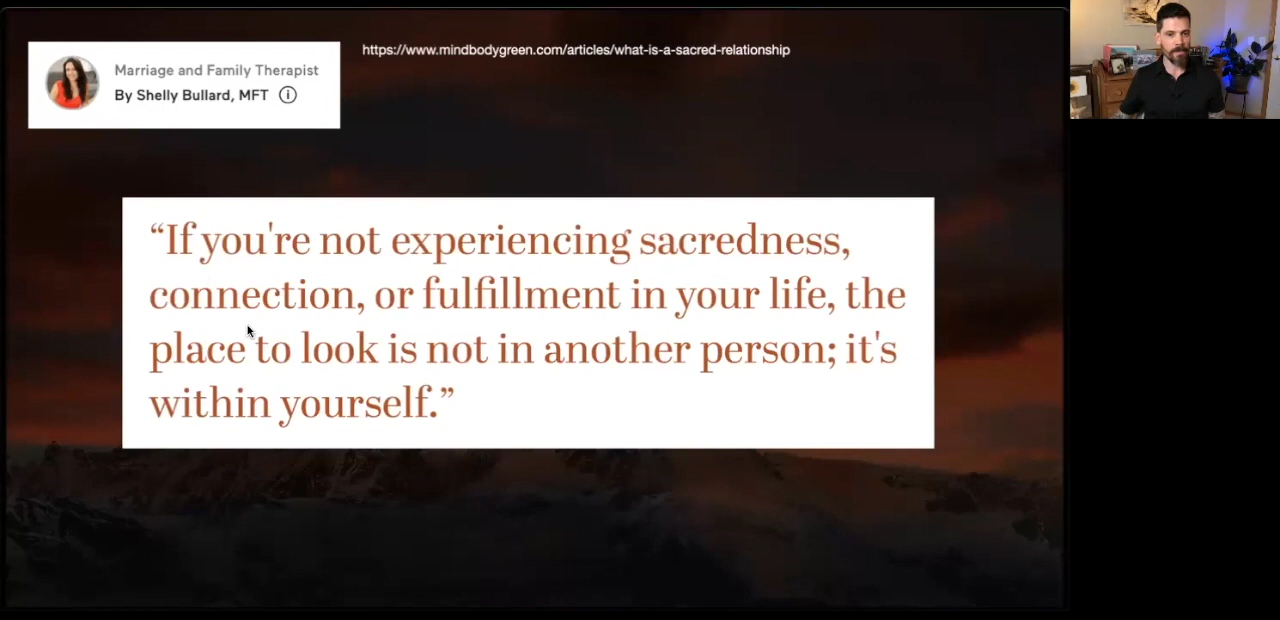 https://www.mindbodygreen.com/articles/what-is-a-sacred-relationship
Marriage and Family Therapist
By Shelly Bullard, MFT
“If you're not experiencing sacredness,
connection, or fulfillment in your life, the
place to look is not in another person; it's
within yourself.”